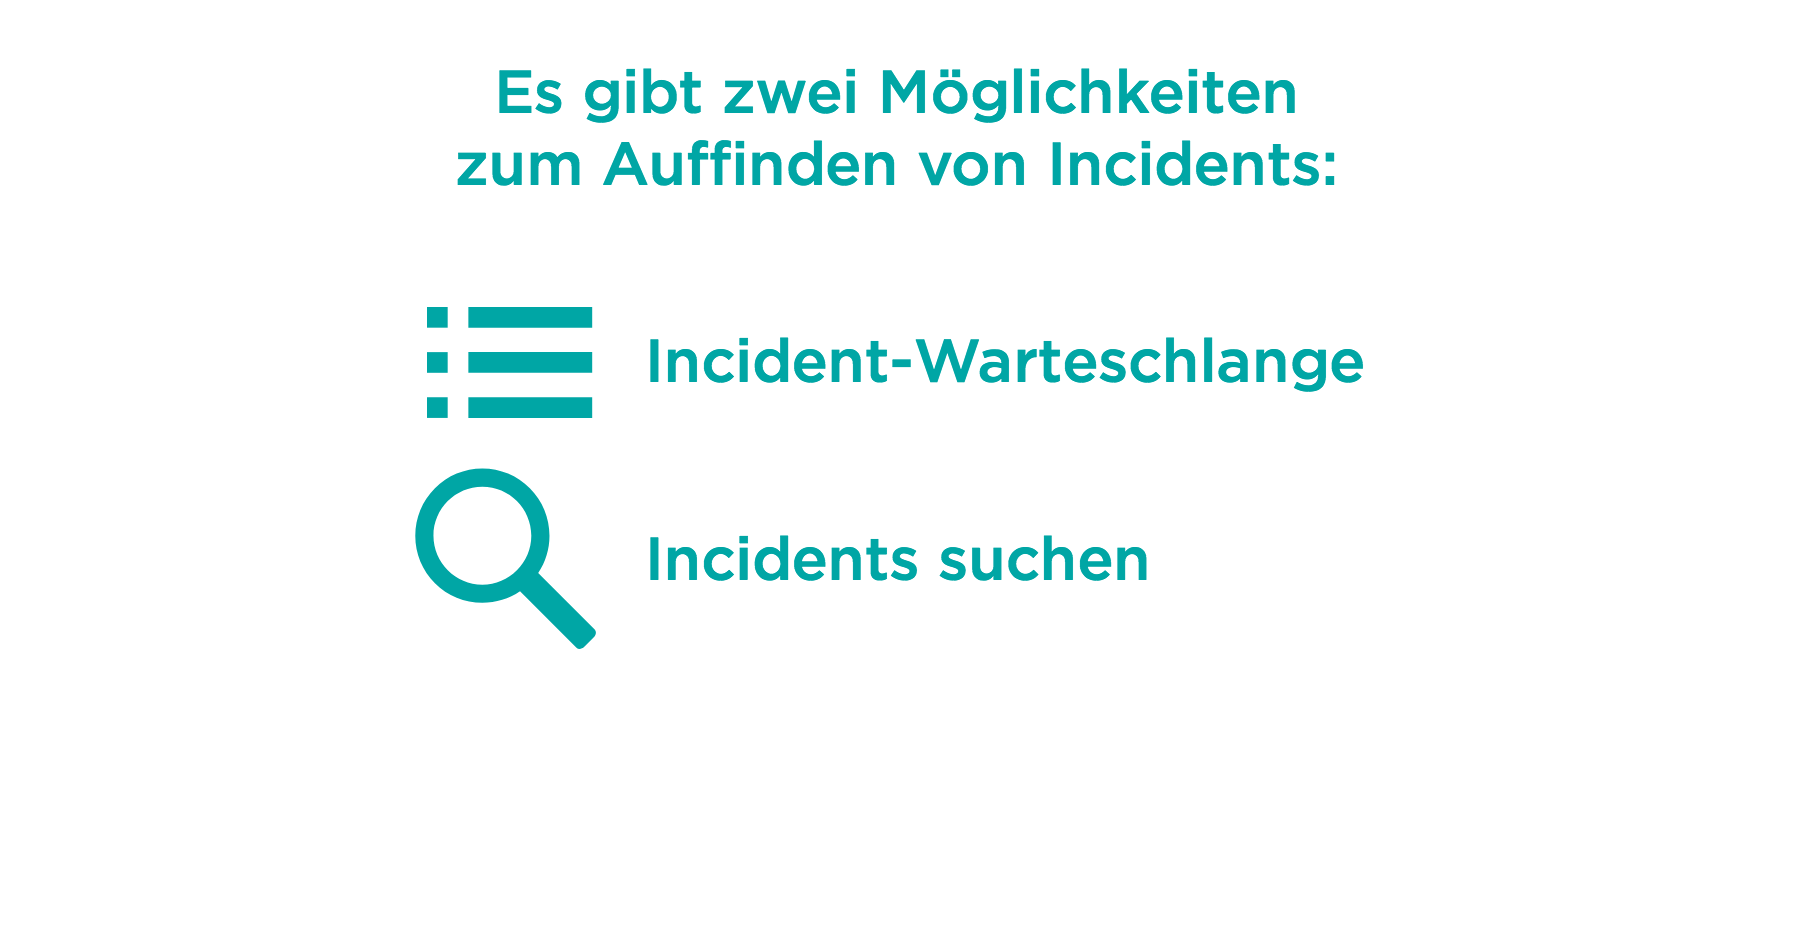 Es gibt zwei Möglichkeiten
zum Auffinden von Incidents:
Incident-Warteschlange
Incidents suchen